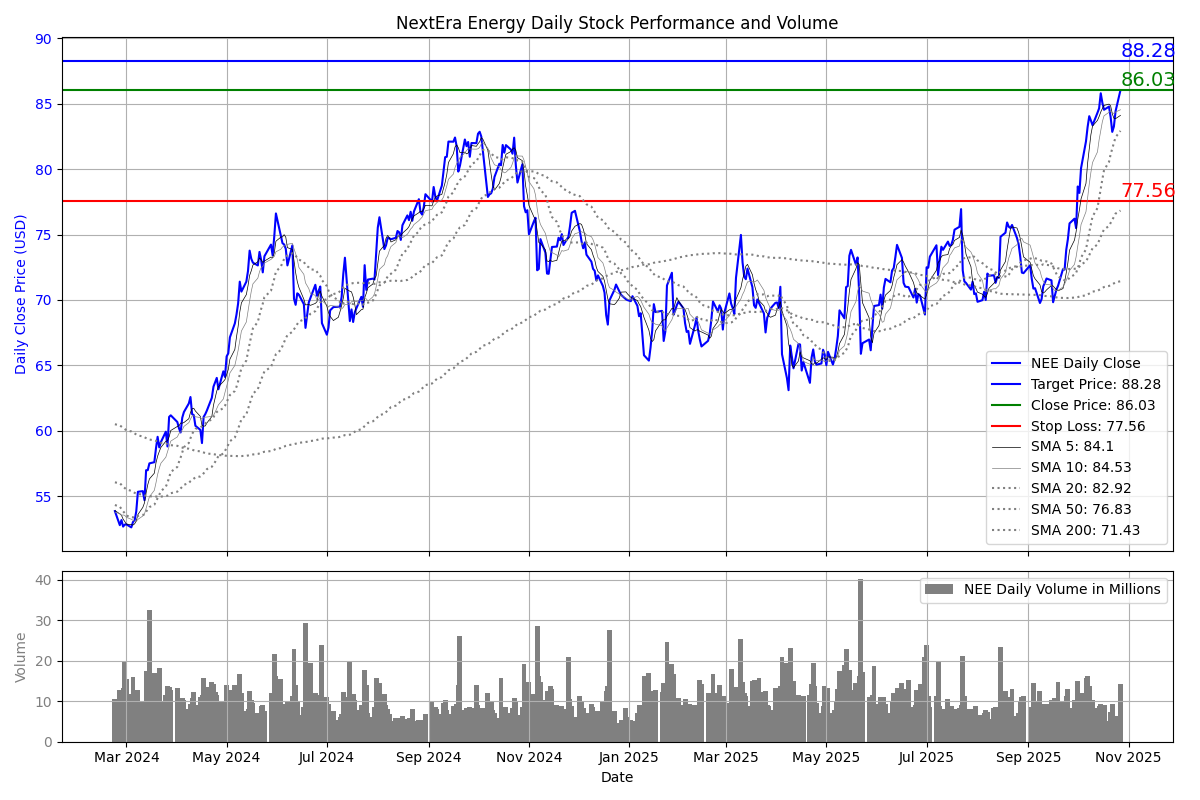 NextEra Energy Daily Stock Performance and Volume
90
85
80
75
70
65
60
55
Daily Close Price (USD)
88.28
86.03
77.56
NEE Daily Close
Target Price: 88.28
Close Price: 86.03
Stop Loss: 77.56
SMA 5: 84.1
SMA 10: 84.53
SMA 20: 82.92
SMA 50: 76.83
SMA 200: 71.43
40
30
20
10
0
Volume
NEE Daily Volume in Millions
Mar 2024 May 2024 Jul 2024 Sep 2024 Nov 2024 Jan 2025 Mar 2025 May 2025 Jul 2025 Sep 2025 Nov 2025
Date